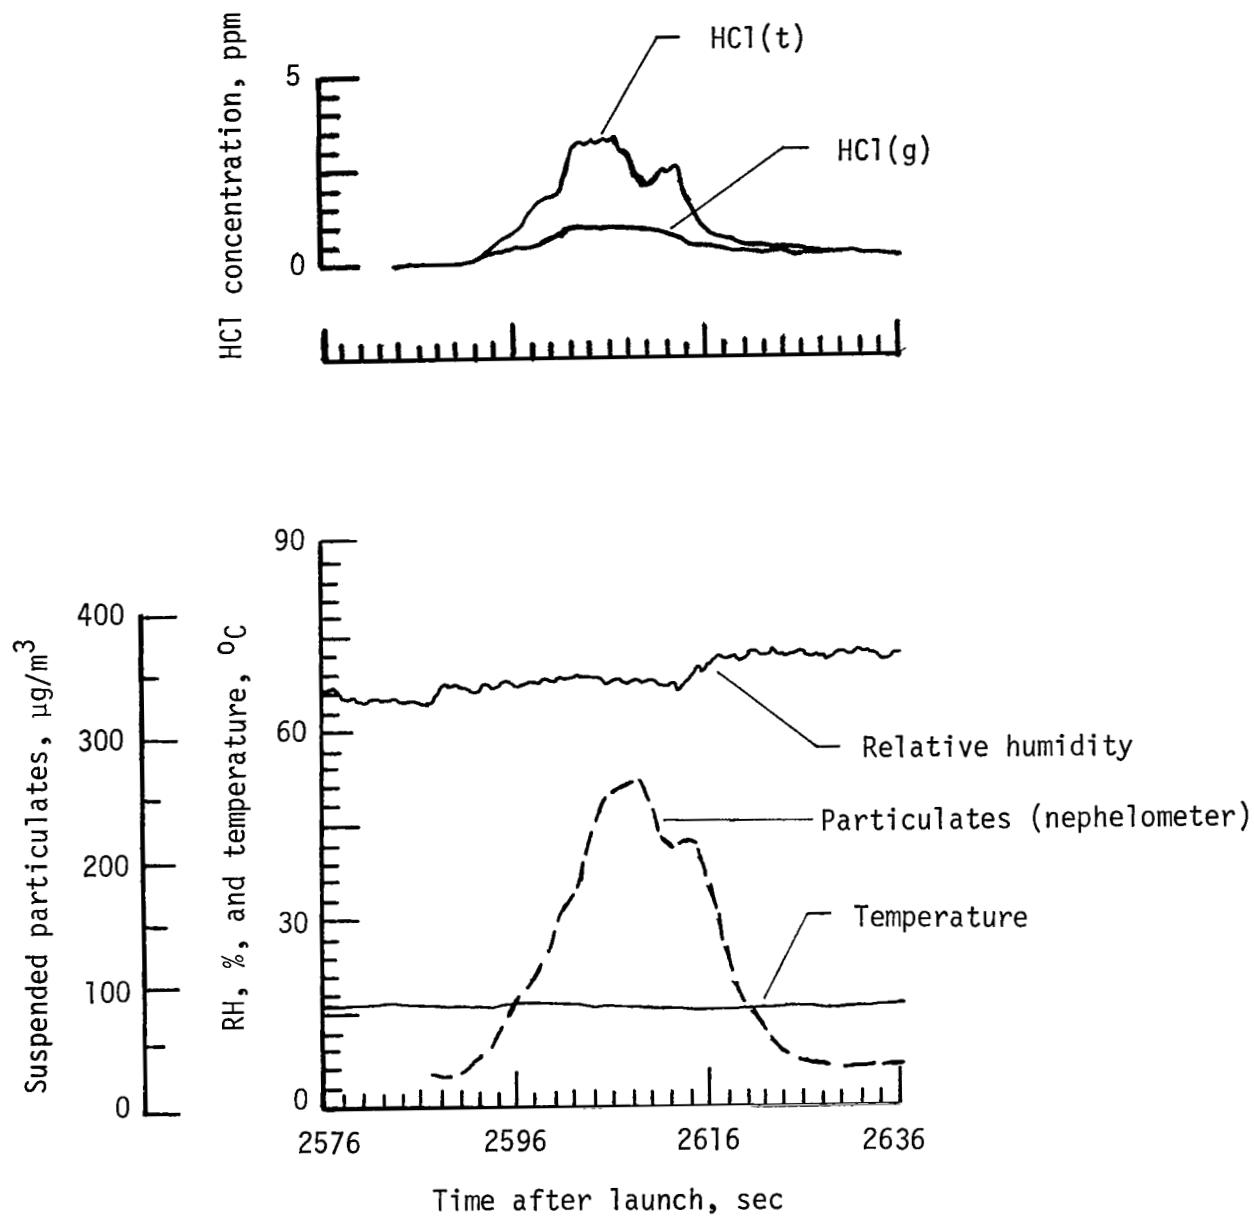 HCl concentration, ppm
5
0
HCl(t)
HCl(g)
Suspended particulates, μg/m³
400
300
200
100
0
RH, %, and temperature, °C
90
60
30
0
Relative humidity
Particulates (nephelometer)
Temperature
2576 2596 2616 2636
Time after launch, sec